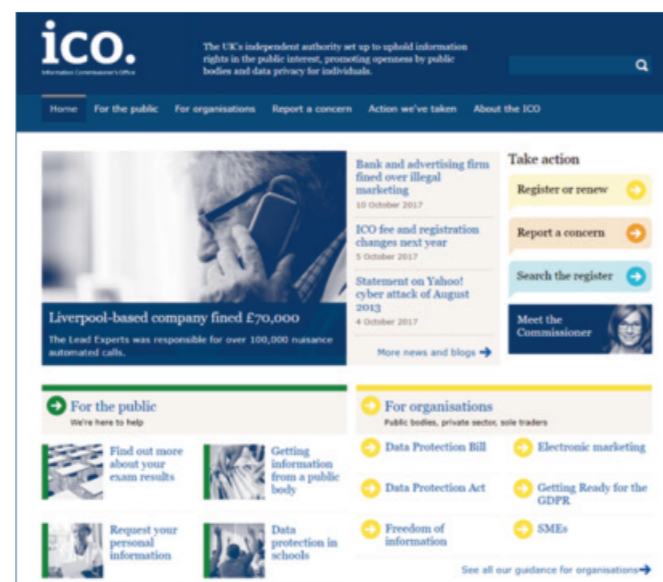 ico.
Information Commissioner's Office
The UK's independent authority set up to uphold information
rights in the public interest, promoting openness by public
bodies and data privacy for individuals.
Home
For the public
For organisations
Report a concern
Action we've taken
About the ICO
Liverpool-based company fined £70,000
The Lead Experts was responsible for over 100,000 nuisance
automated calls.
Bank and advertising firm
fined over illegal
marketing
10 October 2017
ICO fee and registration
changes next year
5 October 2017
Statement on Yahoo!
cyber attack of August
2013
4 October 2017
More news and blogs
Take action
Register or renew
Report a concern
Search the register
Meet the
Commissioner
For the public
We're here to help
Find out more
about your
exam results
Getting
information
from a public
body
Request your
personal
information
Data
protection in
schools
For organisations
Public bodies, private sector, sole traders
Data Protection Bill
Electronic marketing
Data Protection Act
Getting Ready for the
GDPR
Freedom of
information
SMEs
See all our guidance for organisations